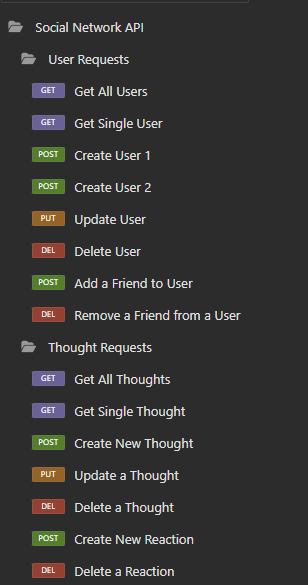 Social Network API
User Requests
GET Get All Users
GET Get Single User
POST Create User 1
POST Create User 2
PUT Update User
DEL Delete User
POST Add a Friend to User
DEL Remove a Friend from a User
Thought Requests
GET Get All Thoughts
GET Get Single Thought
POST Create New Thought
PUT Update a Thought
DEL Delete a Thought
POST Create New Reaction
DEL Delete a Reaction